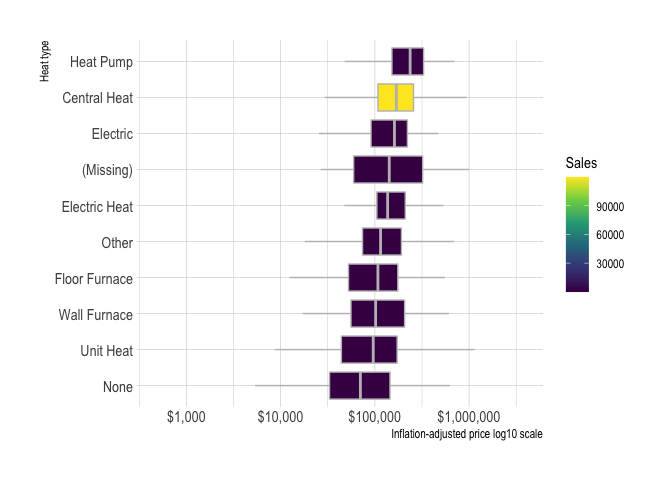 Heat type
Heat Pump
Central Heat
Electric
(Missing)
Electric Heat
Other
Floor Furnace
Wall Furnace
Unit Heat
None
$1,000 $10,000 $100,000 $1,000,000
Inflation-adjusted price log10 scale
Sales
90000
60000
30000